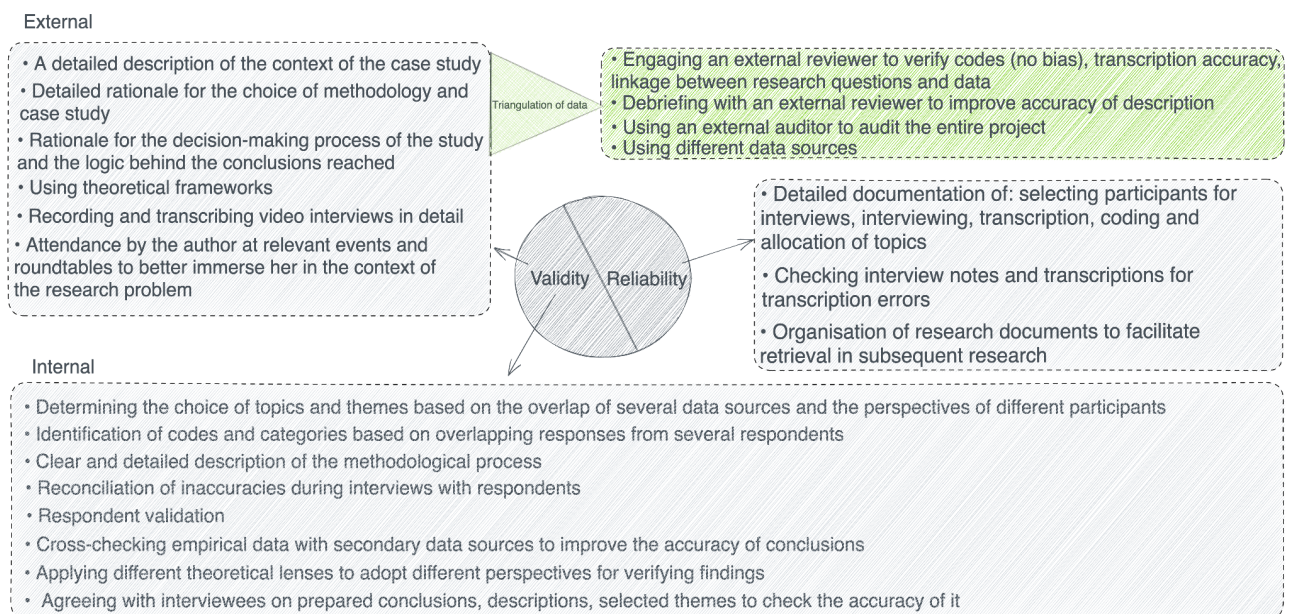 External
• A detailed description of the context of the case study
• Detailed rationale for the choice of methodology and
case study
• Rationale for the decision-making process of the study
and the logic behind the conclusions reached
• Using theoretical frameworks
• Recording and transcribing video interviews in detail
• Attendance by the author at relevant events and
roundtables to better immerse her in the context of
the research problem
Triangulation of data
• Engaging an external reviewer to verify codes (no bias), transcription accuracy,
linkage between research questions and data
• Debriefing with an external reviewer to improve accuracy of description
• Using an external auditor to audit the entire project
• Using different data sources
Validity
Reliability
• Detailed documentation of: selecting participants for
interviews, interviewing, transcription, coding and
allocation of topics
• Checking interview notes and transcriptions for
transcription errors
• Organisation of research documents to facilitate
retrieval in subsequent research
Internal
• Determining the choice of topics and themes based on the overlap of several data sources and the perspectives of different participants
• Identification of codes and categories based on overlapping responses from several respondents
• Clear and detailed description of the methodological process
• Reconciliation of inaccuracies during interviews with respondents
• Respondent validation
• Cross-checking empirical data with secondary data sources to improve the accuracy of conclusions
• Applying different theoretical lenses to adopt different perspectives for verifying findings
• Agreeing with interviewees on prepared conclusions, descriptions, selected themes to check the accuracy of it